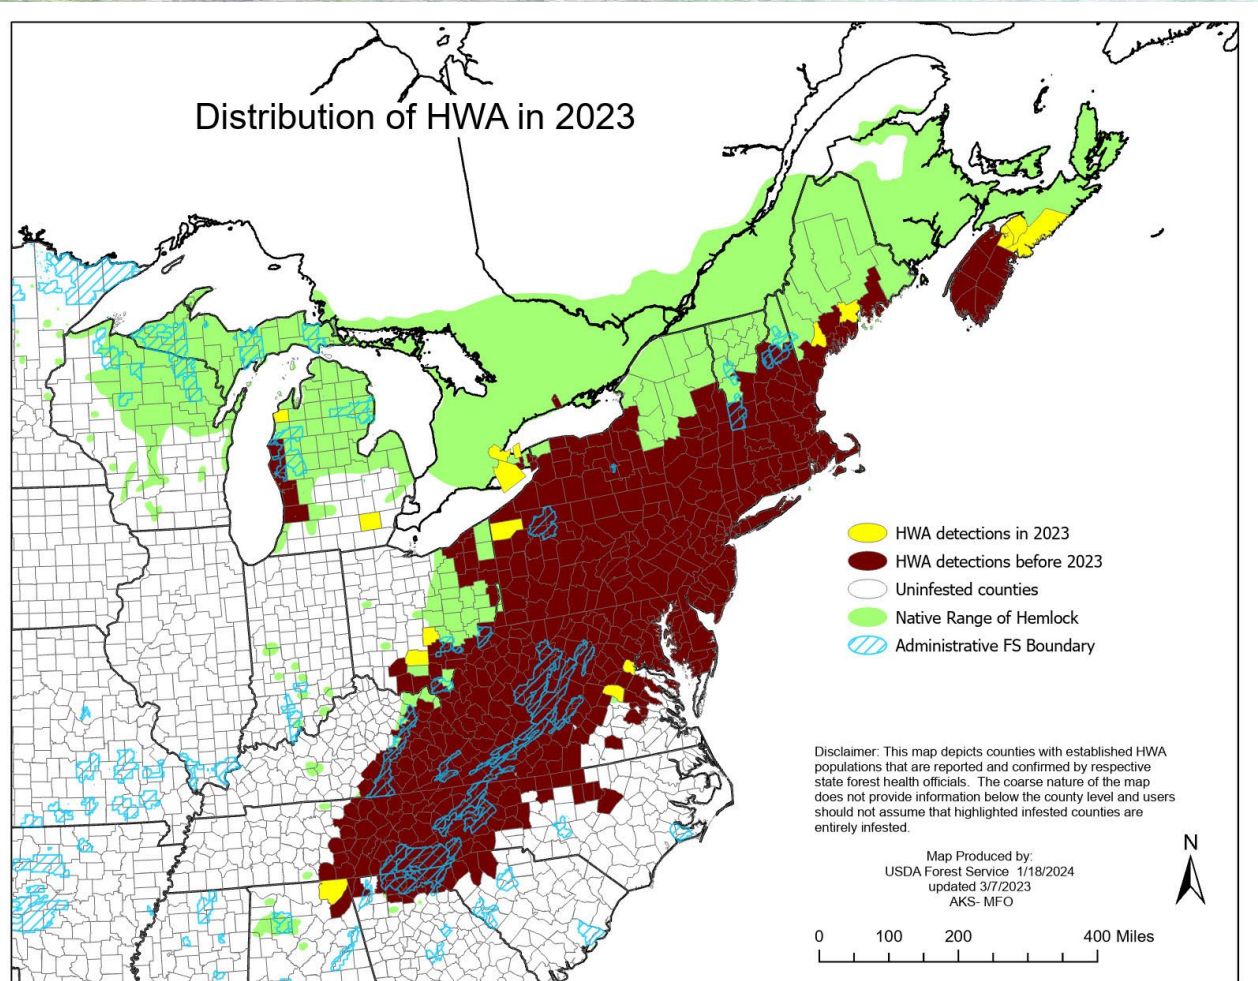 Distribution of HWA in 2023
HWA detections in 2023
HWA detections before 2023
Uninfested counties
Native Range of Hemlock
Administrative FS Boundary
Disclaimer: This map depicts counties with established HWA
populations that are reported and confirmed by respective
state forest health officials.  The coarse nature of the map
does not provide information below the county level and users
should not assume that highlighted infested counties are
entirely infested.
Map Produced by:
USDA Forest Service  1/18/2024
updated 3/7/2023
AKS- MFO
N
0 100 200 400 Miles